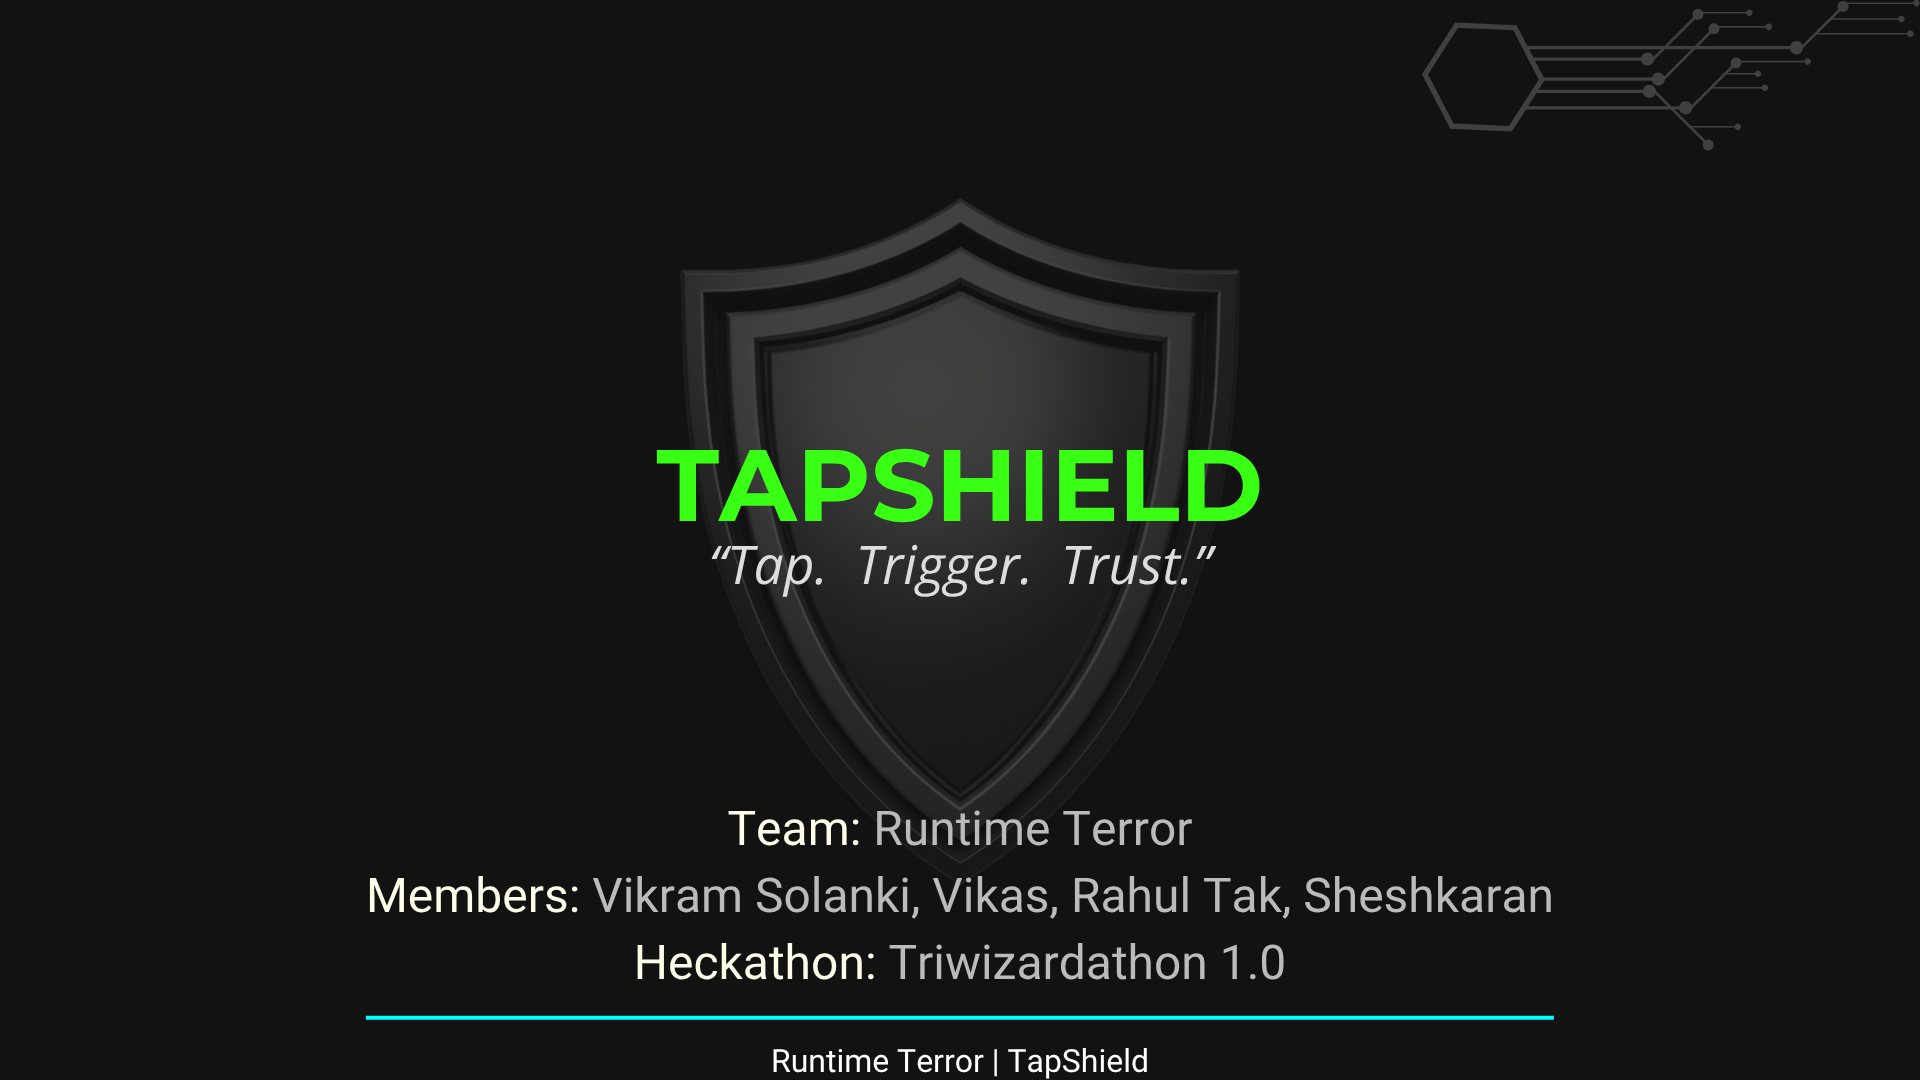 TAPSHIELD
“Tap. Trigger. Trust.”
Team: Runtime Terror
Members: Vikram Solanki, Vikas, Rahul Tak, Sheshkaran
Heckathon: Triwizardathon 1.0
Runtime Terror | TapShield